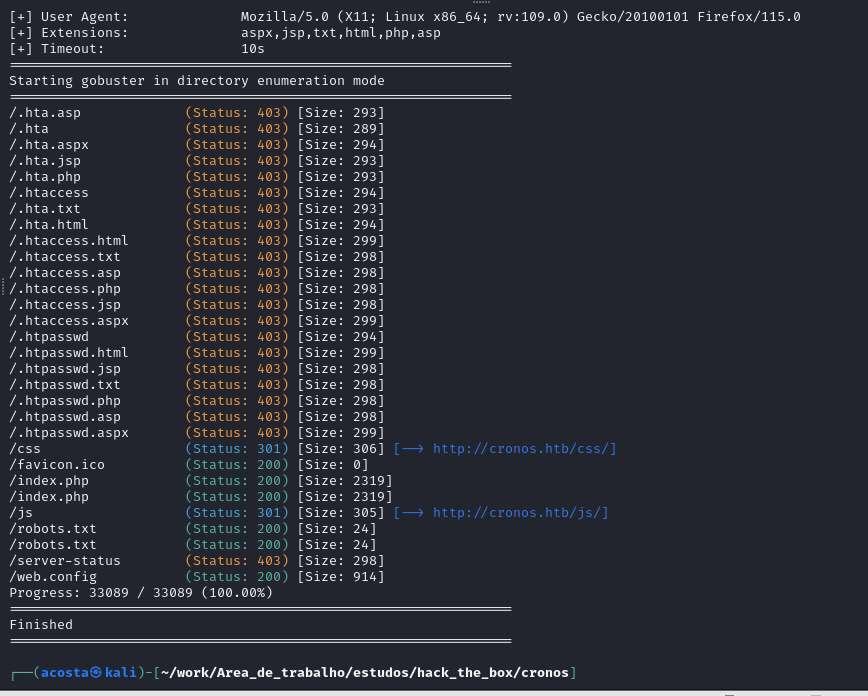 [+] User Agent: Mozilla/5.0 (X11; Linux x86_64; rv:109.0) Gecko/20100101 Firefox/115.0
[+] Extensions: aspx,jsp,txt,html,php,asp
[+] Timeout: 10s
===============================================================
Starting gobuster in directory enumeration mode
===============================================================
/.hta.asp (Status: 403) [Size: 293]
/.hta (Status: 403) [Size: 289]
/.hta.aspx (Status: 403) [Size: 294]
/.hta.jsp (Status: 403) [Size: 293]
/.hta.php (Status: 403) [Size: 293]
/.htaccess (Status: 403) [Size: 294]
/.hta.txt (Status: 403) [Size: 293]
/.hta.html (Status: 403) [Size: 294]
/.htaccess.html (Status: 403) [Size: 299]
/.htaccess.txt (Status: 403) [Size: 298]
/.htaccess.asp (Status: 403) [Size: 298]
/.htaccess.php (Status: 403) [Size: 298]
/.htaccess.jsp (Status: 403) [Size: 298]
/.htaccess.aspx (Status: 403) [Size: 299]
/.htpasswd (Status: 403) [Size: 294]
/.htpasswd.html (Status: 403) [Size: 299]
/.htpasswd.jsp (Status: 403) [Size: 298]
/.htpasswd.txt (Status: 403) [Size: 298]
/.htpasswd.php (Status: 403) [Size: 298]
/.htpasswd.asp (Status: 403) [Size: 298]
/.htpasswd.aspx (Status: 403) [Size: 299]
/css (Status: 301) [Size: 306] [--> http://cronos.htb/css/]
/favicon.ico (Status: 200) [Size: 0]
/index.php (Status: 200) [Size: 2319]
/index.php (Status: 200) [Size: 2319]
/js (Status: 301) [Size: 305] [--> http://cronos.htb/js/]
/robots.txt (Status: 200) [Size: 24]
/robots.txt (Status: 200) [Size: 24]
/server-status (Status: 403) [Size: 298]
/web.config (Status: 200) [Size: 914]
Progress: 33089 / 33089 (100.00%)
===============================================================
Finished
===============================================================
┌──(acosta㉿kali)-[~/work/Area_de_trabalho/estudos/hack_the_box/cronos]